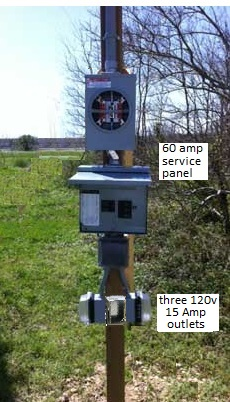 60 amp
service
panel
three 120v
15 Amp
outlets